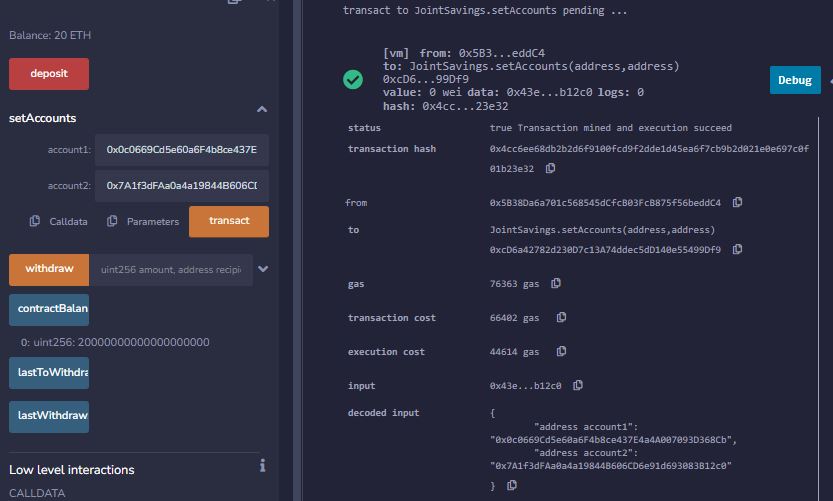 Balance: 20 ETH
deposit
setAccounts
account1: 0x0c0669Cd5e60a6F4b8ce437E
account2: 0x7A1f3dFAa0a4a19844B606CD
Calldata Parameters transact
withdraw uint256 amount, address recipi
contractBalan
0: uint256: 20000000000000000000
lastToWithdra
lastWithdraw
Low level interactions
CALLDATA
transact to JointSavings.setAccounts pending ...
[vm] from: 0x5B3...eddC4
to: JointSavings.setAccounts(address,address)
0xcD6...99Df9
value: 0 wei data: 0x43e...b12c0 logs: 0
hash: 0x4cc...23e32
Debug
status true Transaction mined and execution succeed
transaction hash 0x4cc6ee68db2b2d6f9100fcd9f2dde1d45ea6f7cb9b2d021e0e697c0f
01b23e32
from 0x5B38Da6a701c568545dCfcB03FcB875f56beddC4
to JointSavings.setAccounts(address,address)
0xcD6a42782d230D7c13A74ddec5dD140e55499Df9
gas 76363 gas
transaction cost 66402 gas
execution cost 44614 gas
input 0x43e...b12c0
decoded input {
"address account1":
"0x0c0669Cd5e60a6F4b8ce437E4a4A007093D368Cb",
"address account2":
"0x7A1f3dFAa0a4a19844B606CD6e91d693083B12c0"
}